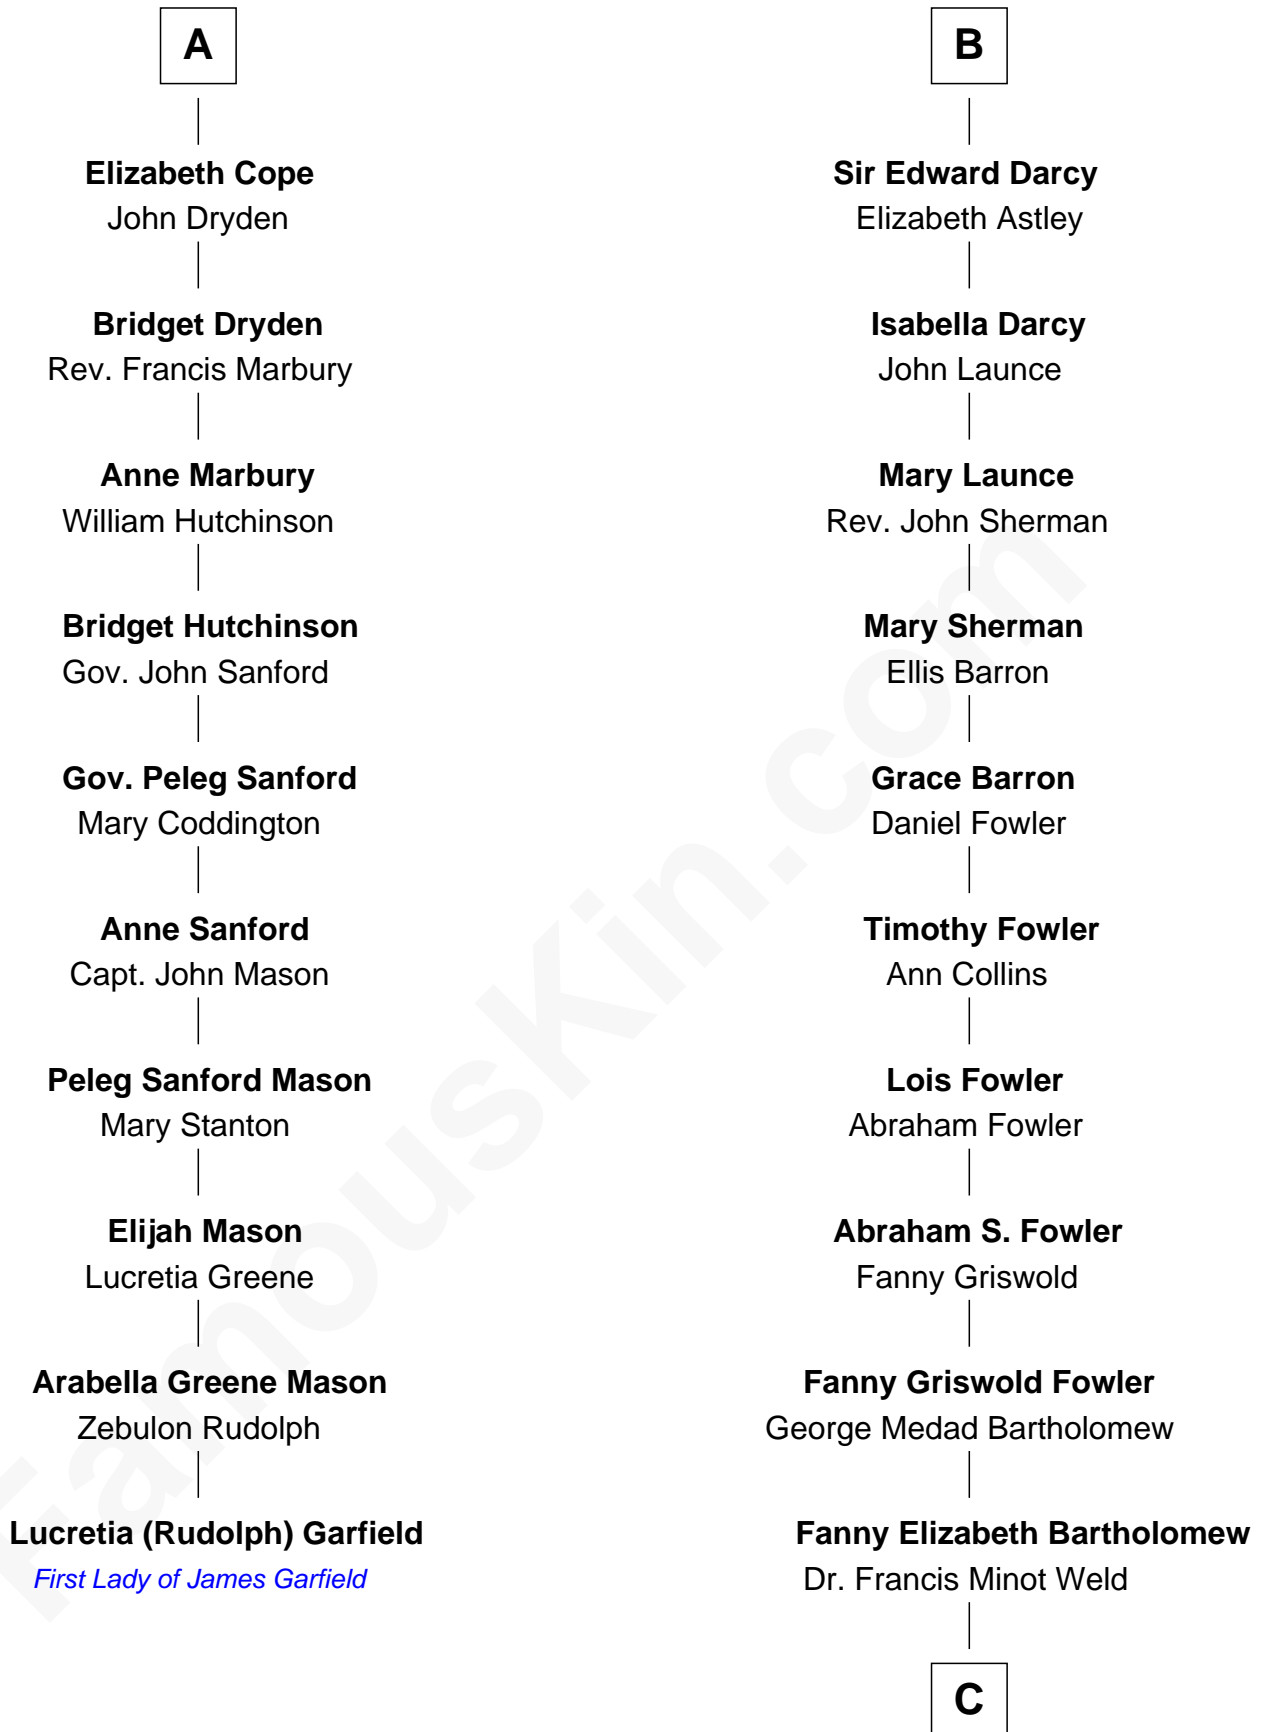 A
Elizabeth Cope
John Dryden
Bridget Dryden
Rev. Francis Marbury
Anne Marbury
William Hutchinson
Bridget Hutchinson
Gov. John Sanford
Gov. Peleg Sanford
Mary Coddington
Anne Sanford
Capt. John Mason
Peleg Sanford Mason
Mary Stanton
Elijah Mason
Lucretia Greene
Arabella Greene Mason
Zebulon Rudolph
Lucretia (Rudolph) Garfield
First Lady of James Garfield
B
Sir Edward Darcy
Elizabeth Astley
Isabella Darcy
John Launce
Mary Launce
Rev. John Sherman
Mary Sherman
Ellis Barron
Grace Barron
Daniel Fowler
Timothy Fowler
Ann Collins
Lois Fowler
Abraham Fowler
Abraham S. Fowler
Fanny Griswold
Fanny Griswold Fowler
George Medad Bartholomew
Fanny Elizabeth Bartholomew
Dr. Francis Minot Weld
C
FamousKin.com